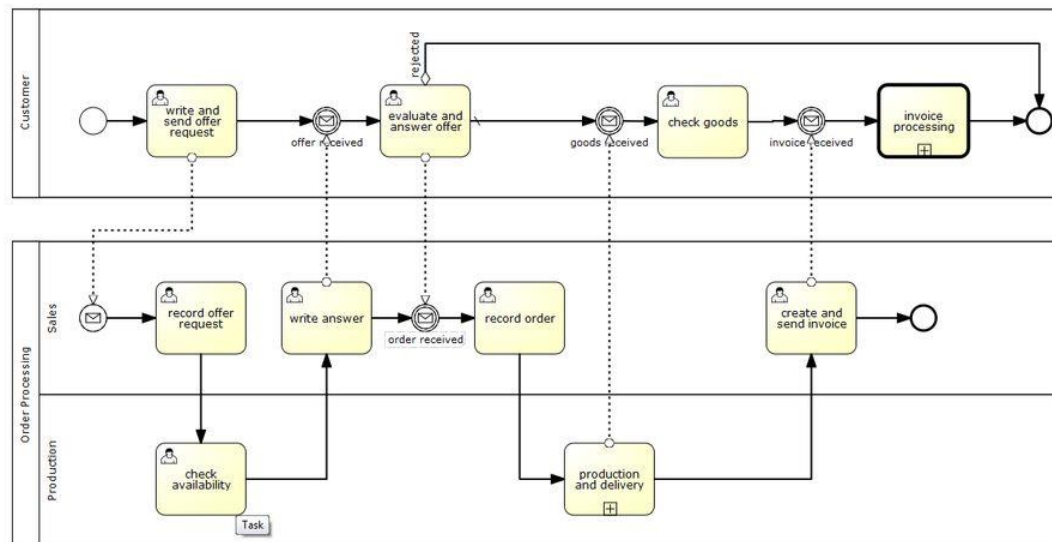 rejected
Customer
write and
send offer
request
offer received
evaluate and
answer offer
goods received
check goods
invoice received
invoice
processing
Order Processing
Sales
record offer
request
write answer
order received
record order
create and
send invoice
Production
check
availability
Task
production
and delivery